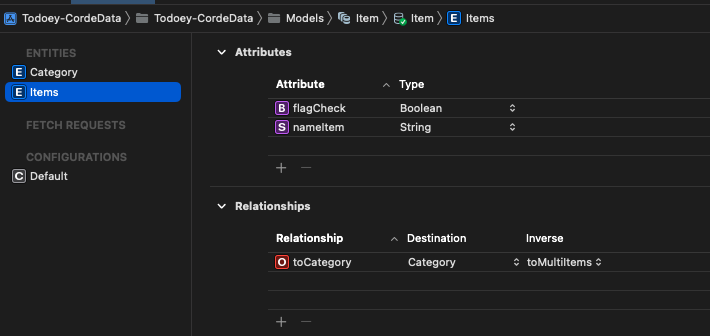 Todoey-CordeData Todoey-CordeData Models Item Item E Items
ENTITIES
E Category
E Items
FETCH REQUESTS
CONFIGURATIONS
C Default
Attributes
Attribute Type
B flagCheck Boolean
S nameItem String
+ −
Relationships
Relationship Destination Inverse
O toCategory Category toMultiItems
+ −